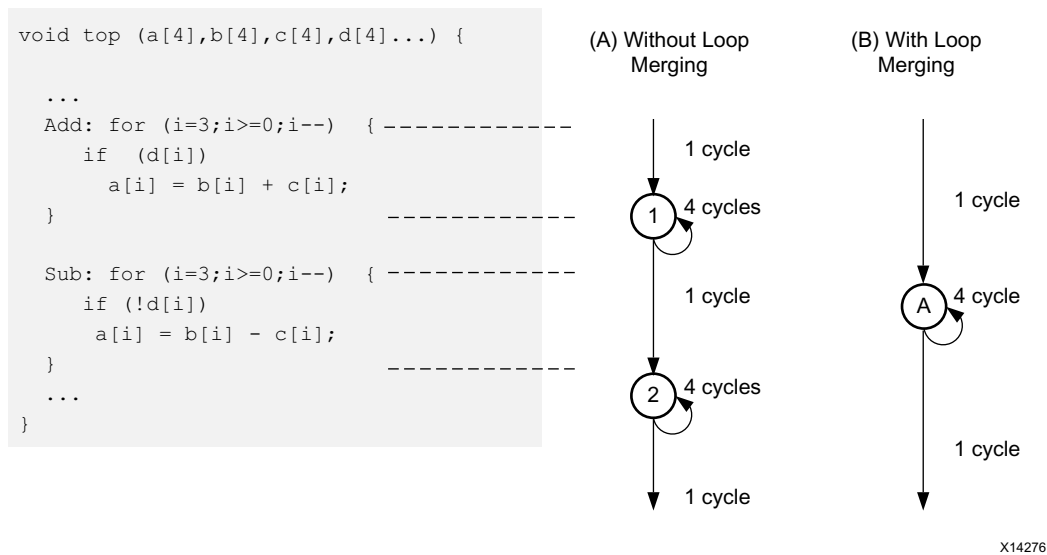 void top (a[4],b[4],c[4],d[4]...) {
...
Add: for (i=3;i>=0;i--) {
if (d[i])
a[i] = b[i] + c[i];
}
Sub: for (i=3;i>=0;i--) {
if (!d[i])
a[i] = b[i] - c[i];
}
...
}
(A) Without Loop
Merging
1 cycle
1
4 cycles
1 cycle
2
4 cycles
1 cycle
(B) With Loop
Merging
1 cycle
A
4 cycle
1 cycle
X14276